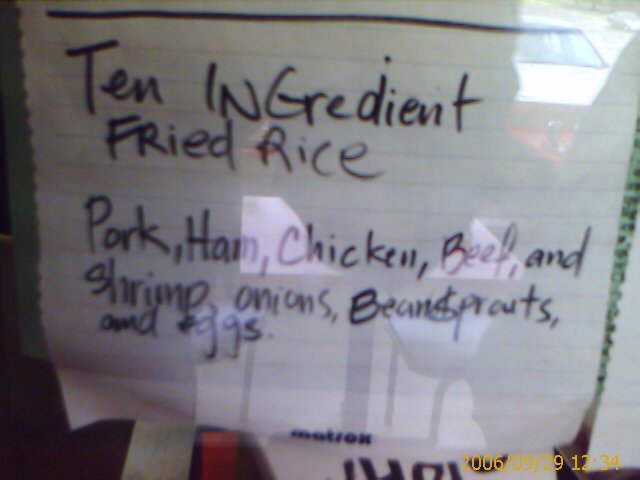 Ten INGredient
FRied Rice
Pork, Ham, Chicken, Beef, and
Shrimp, onions, BeanSprouts,
and eggs.
matrox
2006/09/29 12:34